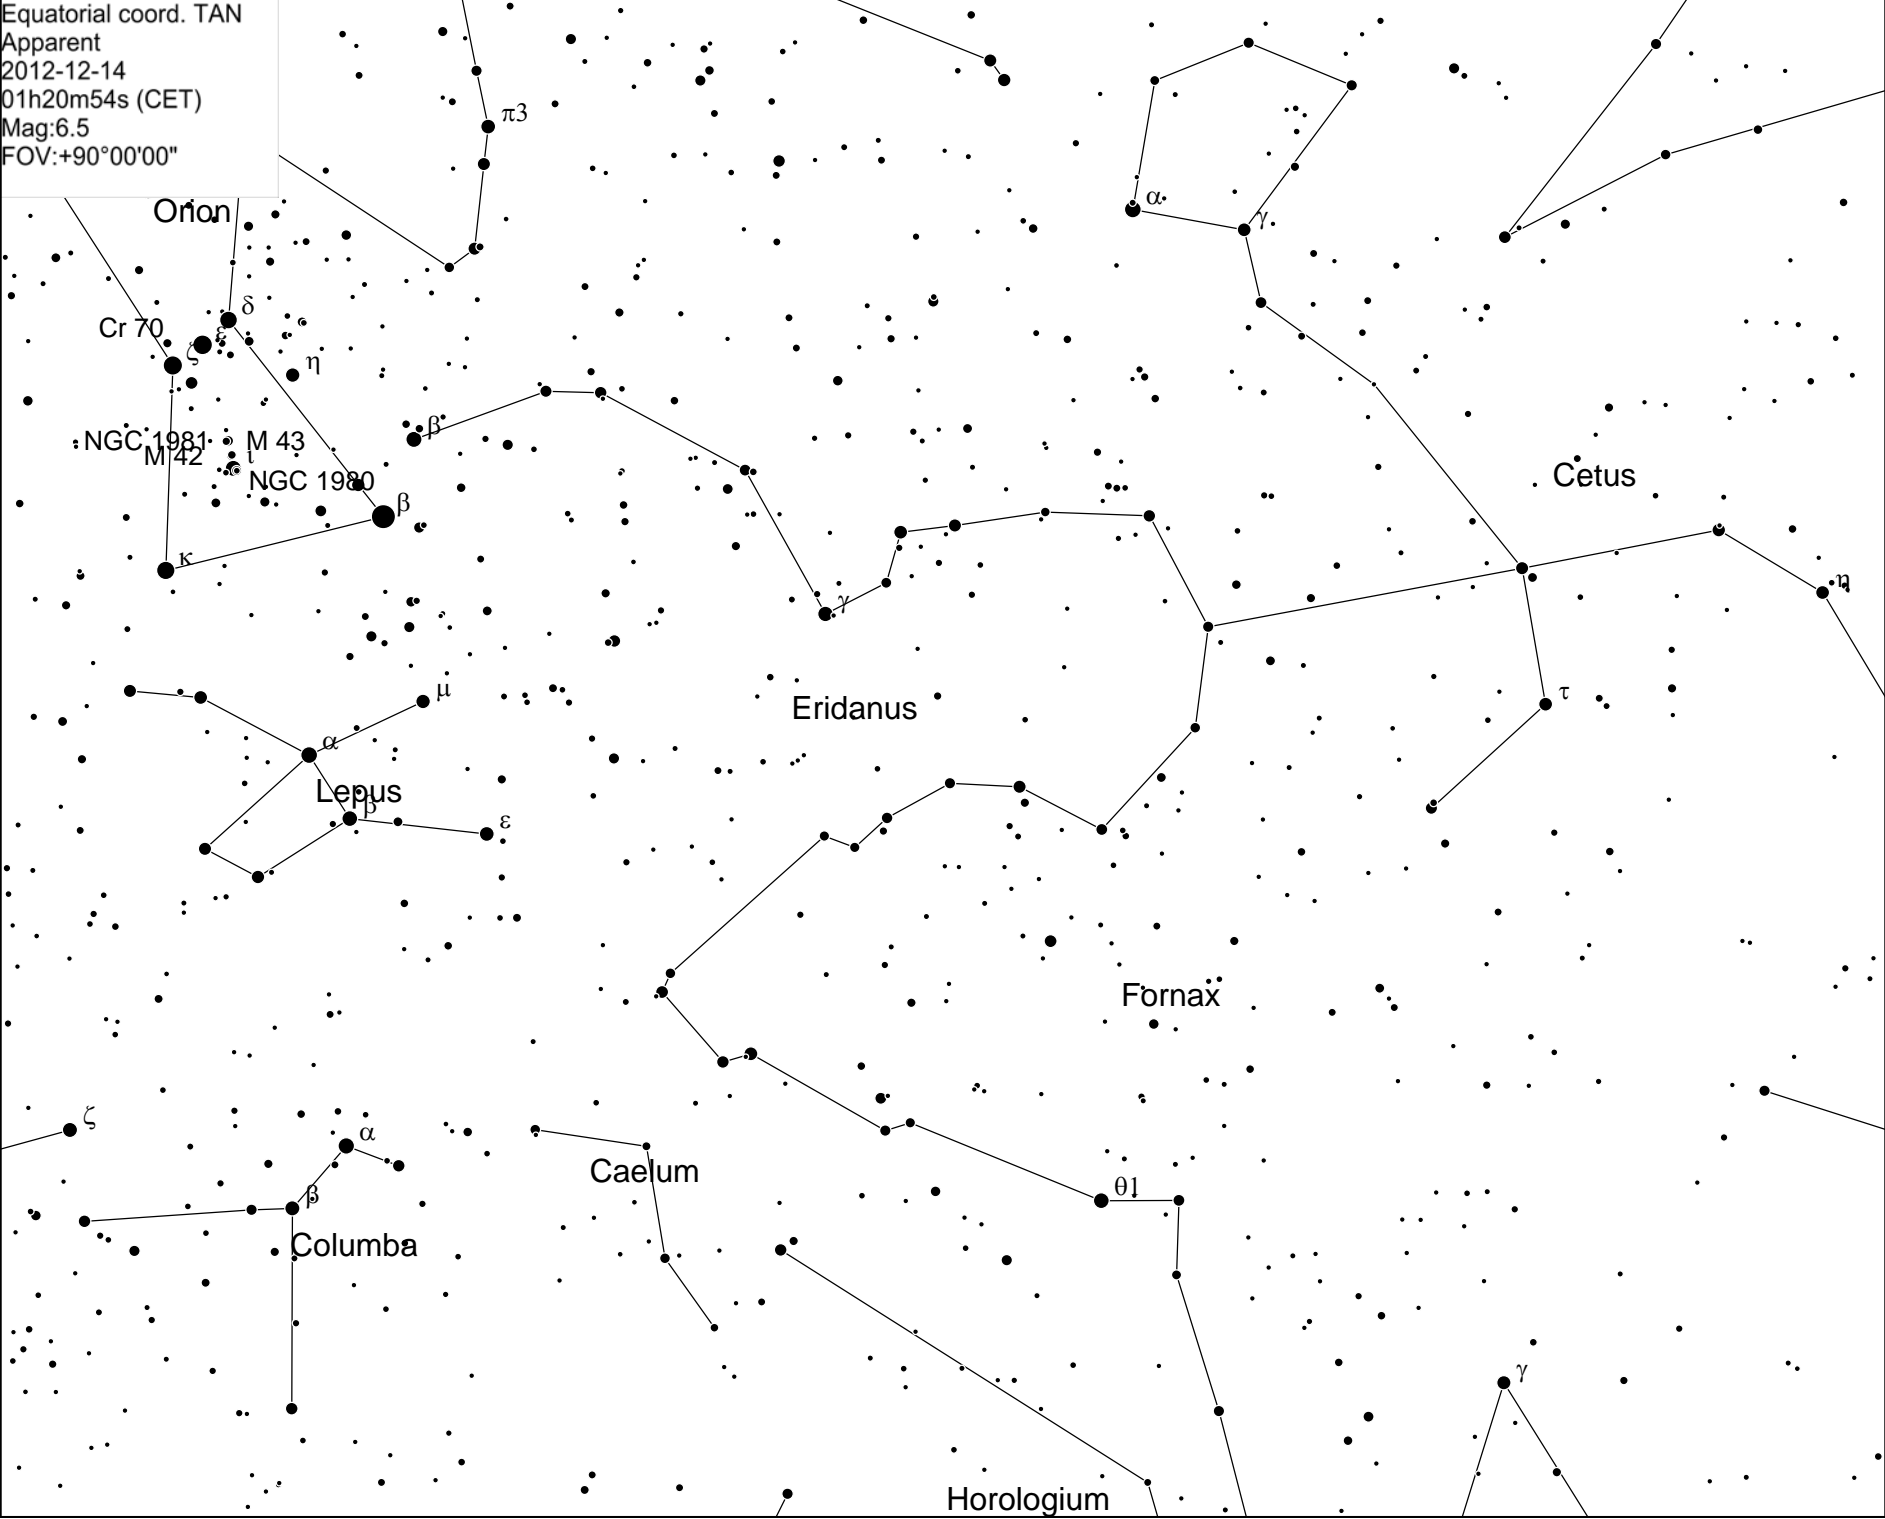 Equatorial coord. TAN
Apparent
2012-12-14
01h20m54s (CET)
Mag:6.5
FOV:+90°00'00"
π3
α
γ
Orion
δ
Cr 70
ε
ζ
η
β
NGC 1981
M 43
M 42
ι
NGC 1980
Cetus
β
κ
η
γ
μ
τ
Eridanus
α
Lepus
β
ε
Fornax
ζ
α
Caelum
θ1
β
Columba
γ
Horologium